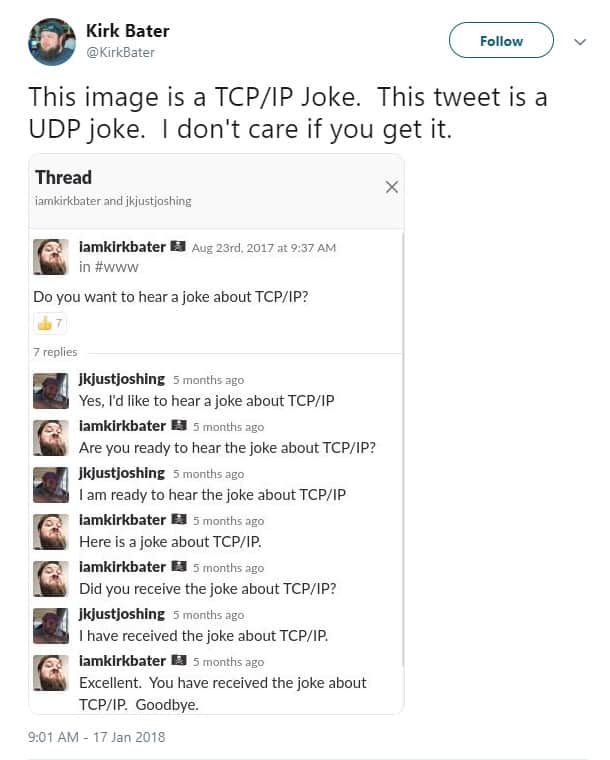 Kirk Bater
@KirkBater
Follow
This image is a TCP/IP Joke. This tweet is a
UDP joke. I don't care if you get it.
Thread
iamkirkbater and jkjustjoshing
iamkirkbater Aug 23rd, 2017 at 9:37 AM
in #www
Do you want to hear a joke about TCP/IP?
7
7 replies
jkjustjoshing 5 months ago
Yes, I'd like to hear a joke about TCP/IP
iamkirkbater 5 months ago
Are you ready to hear the joke about TCP/IP?
jkjustjoshing 5 months ago
I am ready to hear the joke about TCP/IP
iamkirkbater 5 months ago
Here is a joke about TCP/IP.
iamkirkbater 5 months ago
Did you receive the joke about TCP/IP?
jkjustjoshing 5 months ago
I have received the joke about TCP/IP.
iamkirkbater 5 months ago
Excellent. You have received the joke about
TCP/IP. Goodbye.
9:01 AM - 17 Jan 2018